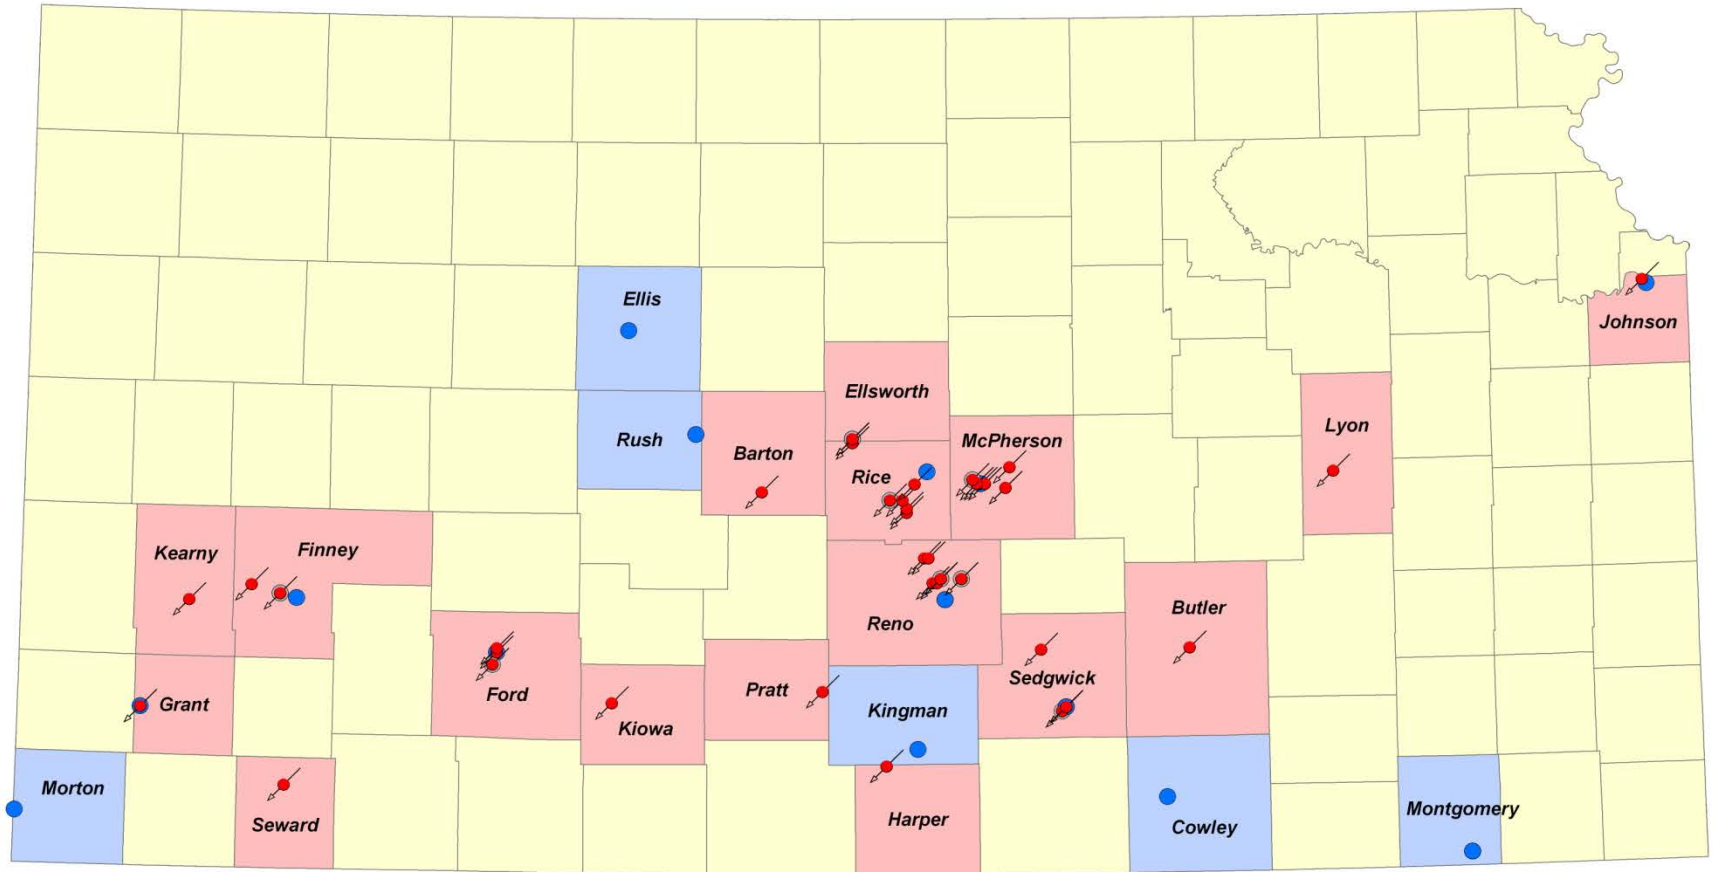 Ellis
Johnson
Ellsworth
Lyon
Rush
McPherson
Barton
Rice
Kearny
Finney
Butler
Reno
Sedgwick
Pratt
Ford
Grant
Kingman
Kiowa
Morton
Montgomery
Harper
Seward
Cowley